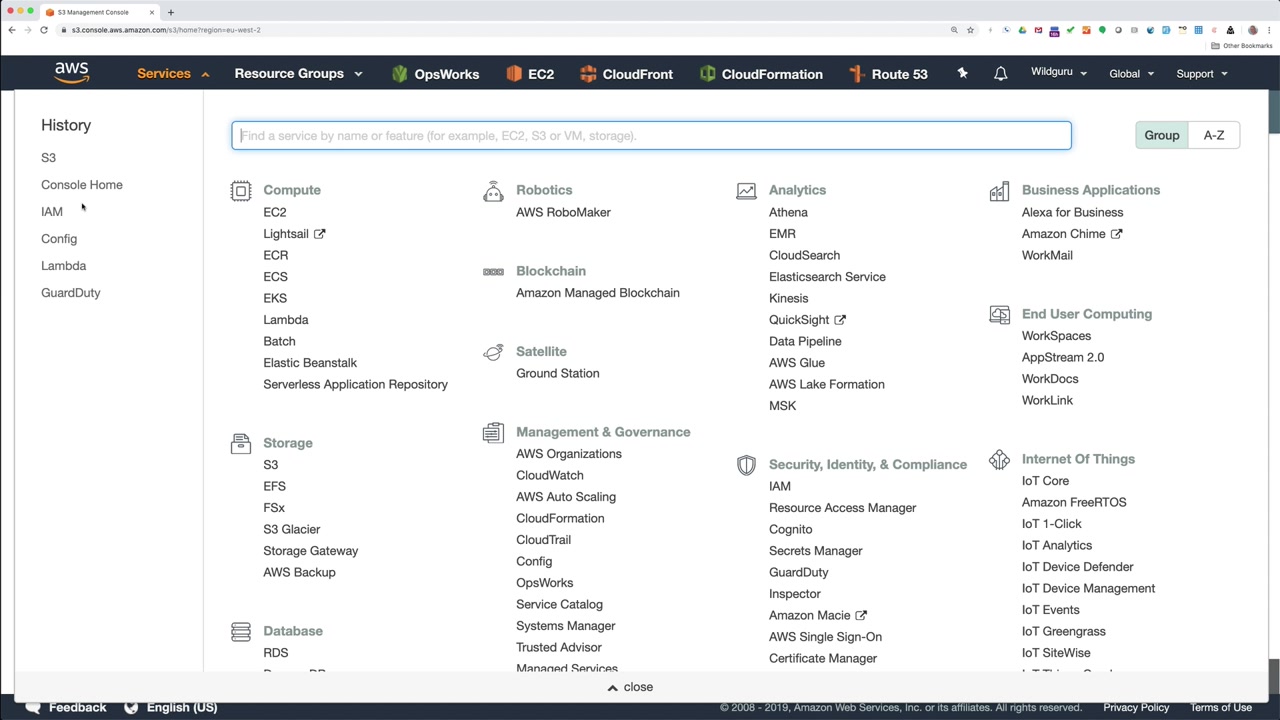 S3 Management Console
s3.console.aws.amazon.com/s3/home?region=eu-west-2
Other Bookmarks
aws
Services
Resource Groups
OpsWorks
EC2
CloudFront
CloudFormation
Route 53
Wildguru
Global
Support
History
S3
Console Home
IAM
Config
Lambda
GuardDuty
Find a service by name or feature (for example, EC2, S3 or VM, storage).
Group
A-Z
Compute
EC2
Lightsail
ECR
ECS
EKS
Lambda
Batch
Elastic Beanstalk
Serverless Application Repository
Storage
S3
EFS
FSx
S3 Glacier
Storage Gateway
AWS Backup
Database
RDS
Robotics
AWS RoboMaker
Blockchain
Amazon Managed Blockchain
Satellite
Ground Station
Management & Governance
AWS Organizations
CloudWatch
AWS Auto Scaling
CloudFormation
CloudTrail
Config
OpsWorks
Service Catalog
Systems Manager
Trusted Advisor
Managed Services
Analytics
Athena
EMR
CloudSearch
Elasticsearch Service
Kinesis
QuickSight
Data Pipeline
AWS Glue
AWS Lake Formation
MSK
Security, Identity, & Compliance
IAM
Resource Access Manager
Cognito
Secrets Manager
GuardDuty
Inspector
Amazon Macie
AWS Single Sign-On
Certificate Manager
Business Applications
Alexa for Business
Amazon Chime
WorkMail
End User Computing
WorkSpaces
AppStream 2.0
WorkDocs
WorkLink
Internet Of Things
IoT Core
Amazon FreeRTOS
IoT 1-Click
IoT Analytics
IoT Device Defender
IoT Device Management
IoT Events
IoT Greengrass
IoT SiteWise
close
Feedback
English (US)
© 2008 - 2019, Amazon Web Services, Inc. or its affiliates. All rights reserved.
Privacy Policy
Terms of Use